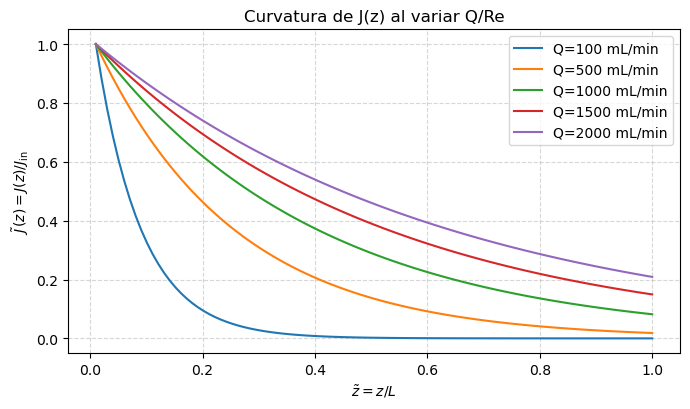 Curvatura de J(z) al variar Q/Re
Q=100 mL/min
Q=500 mL/min
Q=1000 mL/min
Q=1500 mL/min
Q=2000 mL/min
J̃(z) = J(z)/J_in
1.0
0.8
0.6
0.4
0.2
0.0
0.0 0.2 0.4 0.6 0.8 1.0
z̃ = z/L